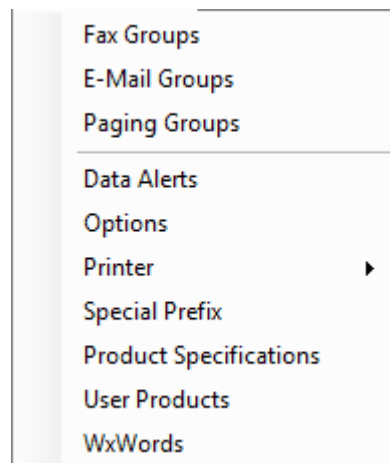 Fax Groups
E-Mail Groups
Paging Groups
Data Alerts
Options
Printer
Special Prefix
Product Specifications
User Products
WxWords